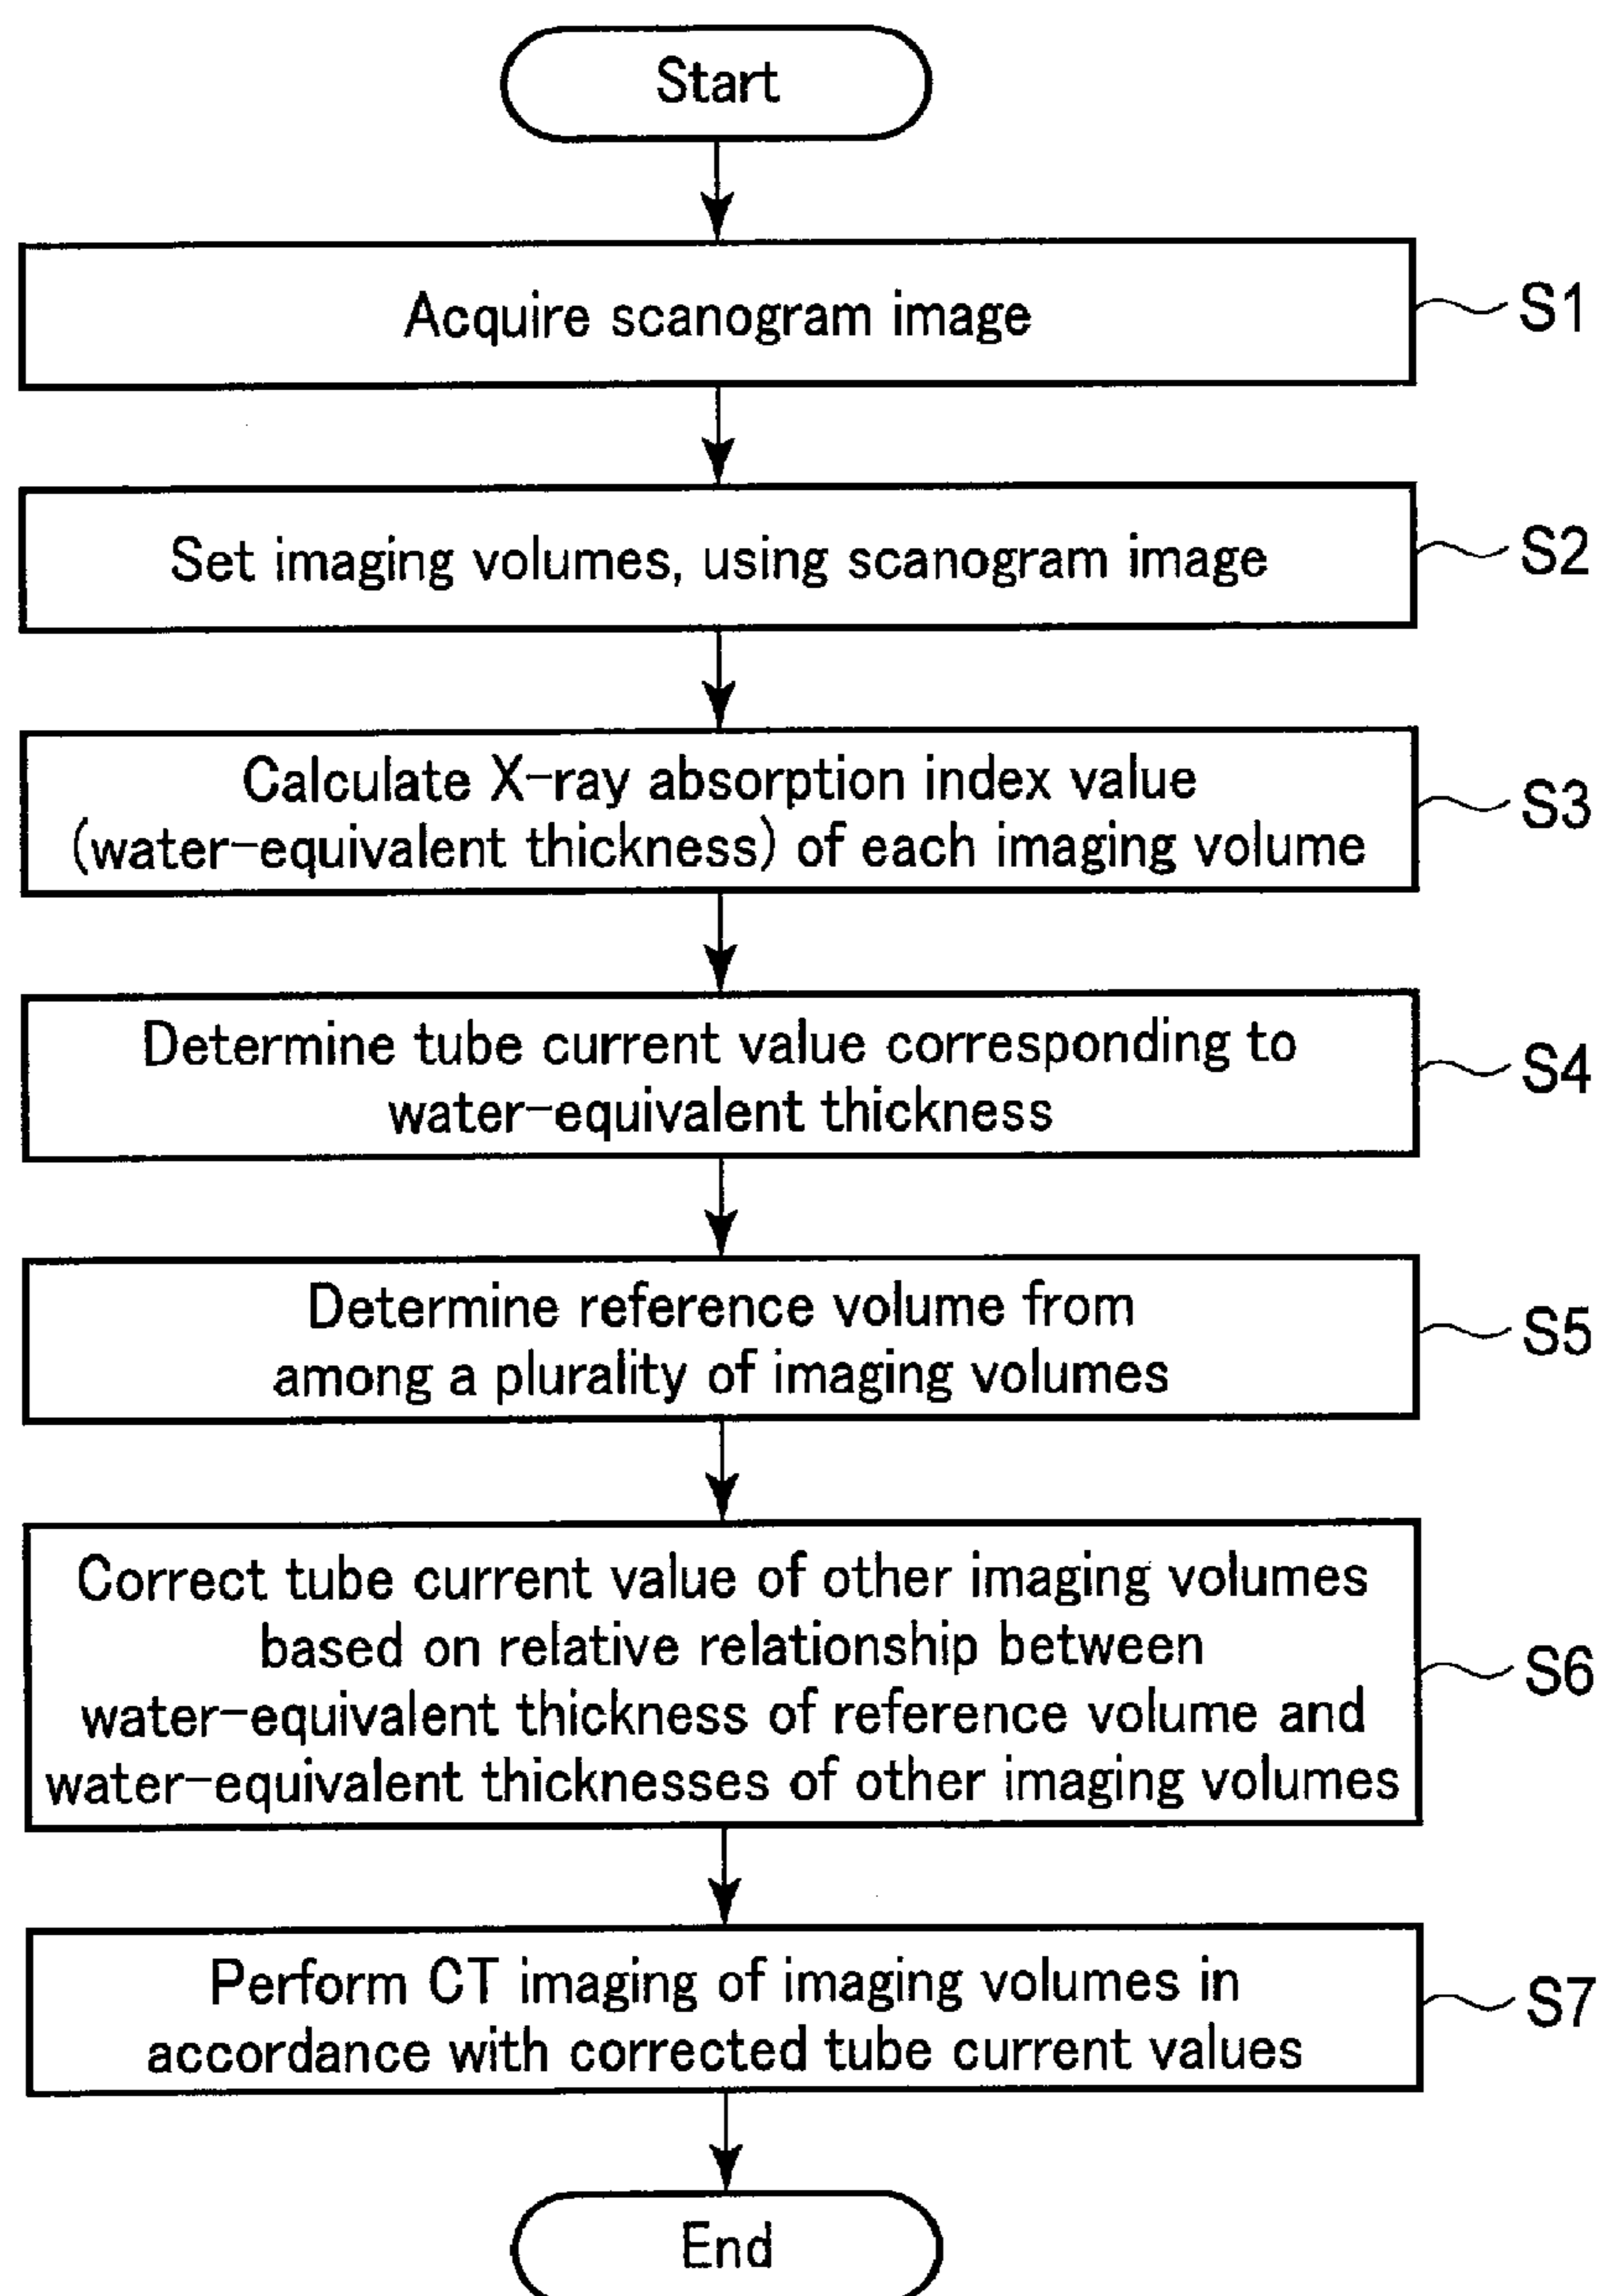 Start
Acquire scanogram image
S1
Set imaging volumes, using scanogram image
S2
Calculate X-ray absorption index value
(water-equivalent thickness) of each imaging volume
S3
Determine tube current value corresponding to
water-equivalent thickness
S4
Determine reference volume from
among a plurality of imaging volumes
S5
Correct tube current value of other imaging volumes
based on relative relationship between
water-equivalent thickness of reference volume and
water-equivalent thicknesses of other imaging volumes
S6
Perform CT imaging of imaging volumes in
accordance with corrected tube current values
S7
End